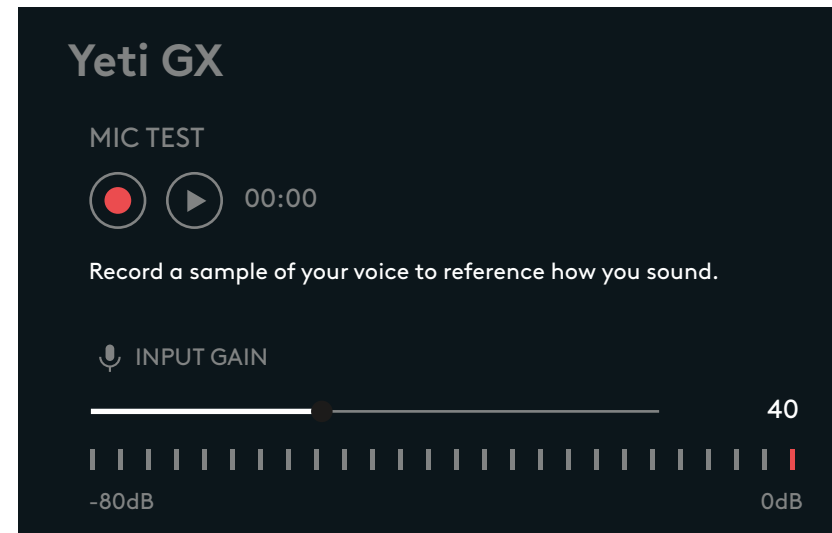 Yeti GX
MIC TEST
00:00
Record a sample of your voice to reference how you sound.
INPUT GAIN
40
-80dB 0dB